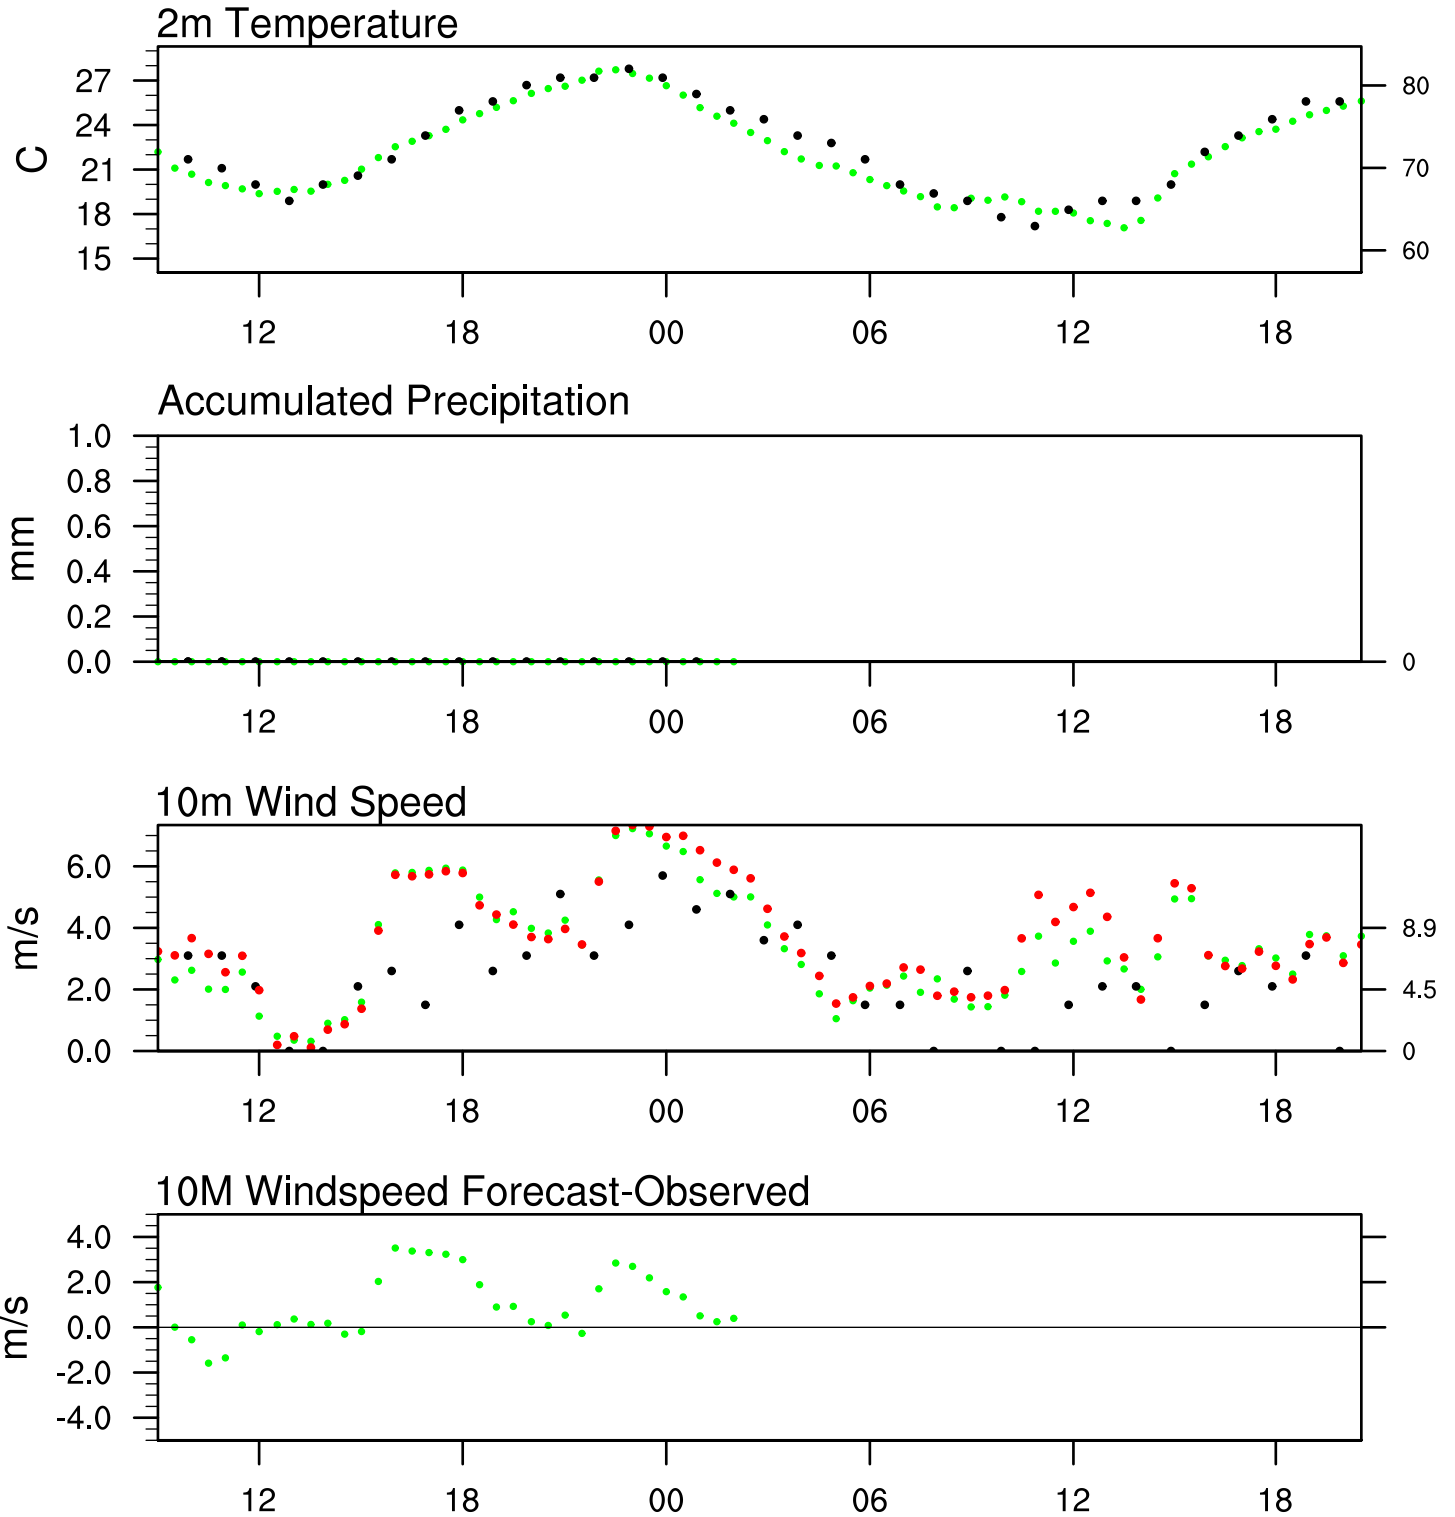 2m Temperature
27
24
21
18
15
C
80
70
60
12 18 00 06 12 18
Accumulated Precipitation
1.0
0.8
0.6
0.4
0.2
0.0
mm
0
12 18 00 06 12 18
10m Wind Speed
6.0
4.0
2.0
0.0
m/s
8.9
4.5
0
12 18 00 06 12 18
10M Windspeed Forecast-Observed
4.0
2.0
0.0
-2.0
-4.0
m/s
12 18 00 06 12 18